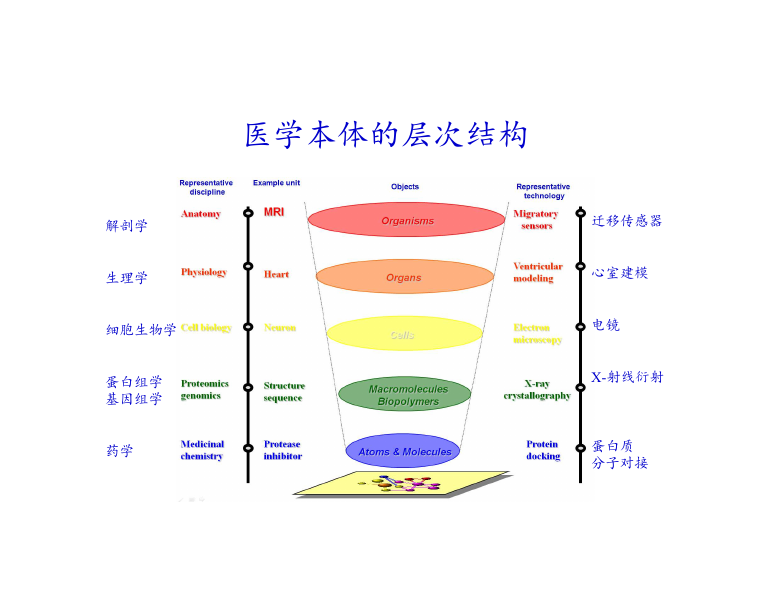 医学本体的层次结构
Representative
discipline
Example unit
Objects
Representative
technology
解剖学
Anatomy
MRI
Organisms
Migratory
sensors
迁移传感器
生理学
Physiology
Heart
Organs
Ventricular
modeling
心室建模
细胞生物学
Cell biology
Neuron
Cells
Electron
microscopy
电镜
蛋白组学
基因组学
Proteomics
genomics
Structure
sequence
Macromolecules
Biopolymers
X-ray
crystallography
X-射线衍射
药学
Medicinal
chemistry
Protease
inhibitor
Atoms & Molecules
Protein
docking
蛋白质
分子对接